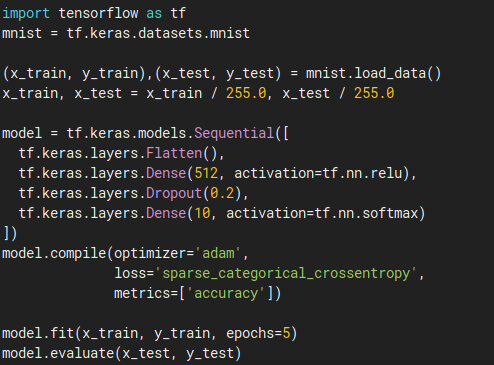 import tensorflow as tf
mnist = tf.keras.datasets.mnist

(x_train, y_train),(x_test, y_test) = mnist.load_data()
x_train, x_test = x_train / 255.0, x_test / 255.0

model = tf.keras.models.Sequential([
  tf.keras.layers.Flatten(),
  tf.keras.layers.Dense(512, activation=tf.nn.relu),
  tf.keras.layers.Dropout(0.2),
  tf.keras.layers.Dense(10, activation=tf.nn.softmax)
])
model.compile(optimizer='adam',
              loss='sparse_categorical_crossentropy',
              metrics=['accuracy'])

model.fit(x_train, y_train, epochs=5)
model.evaluate(x_test, y_test)